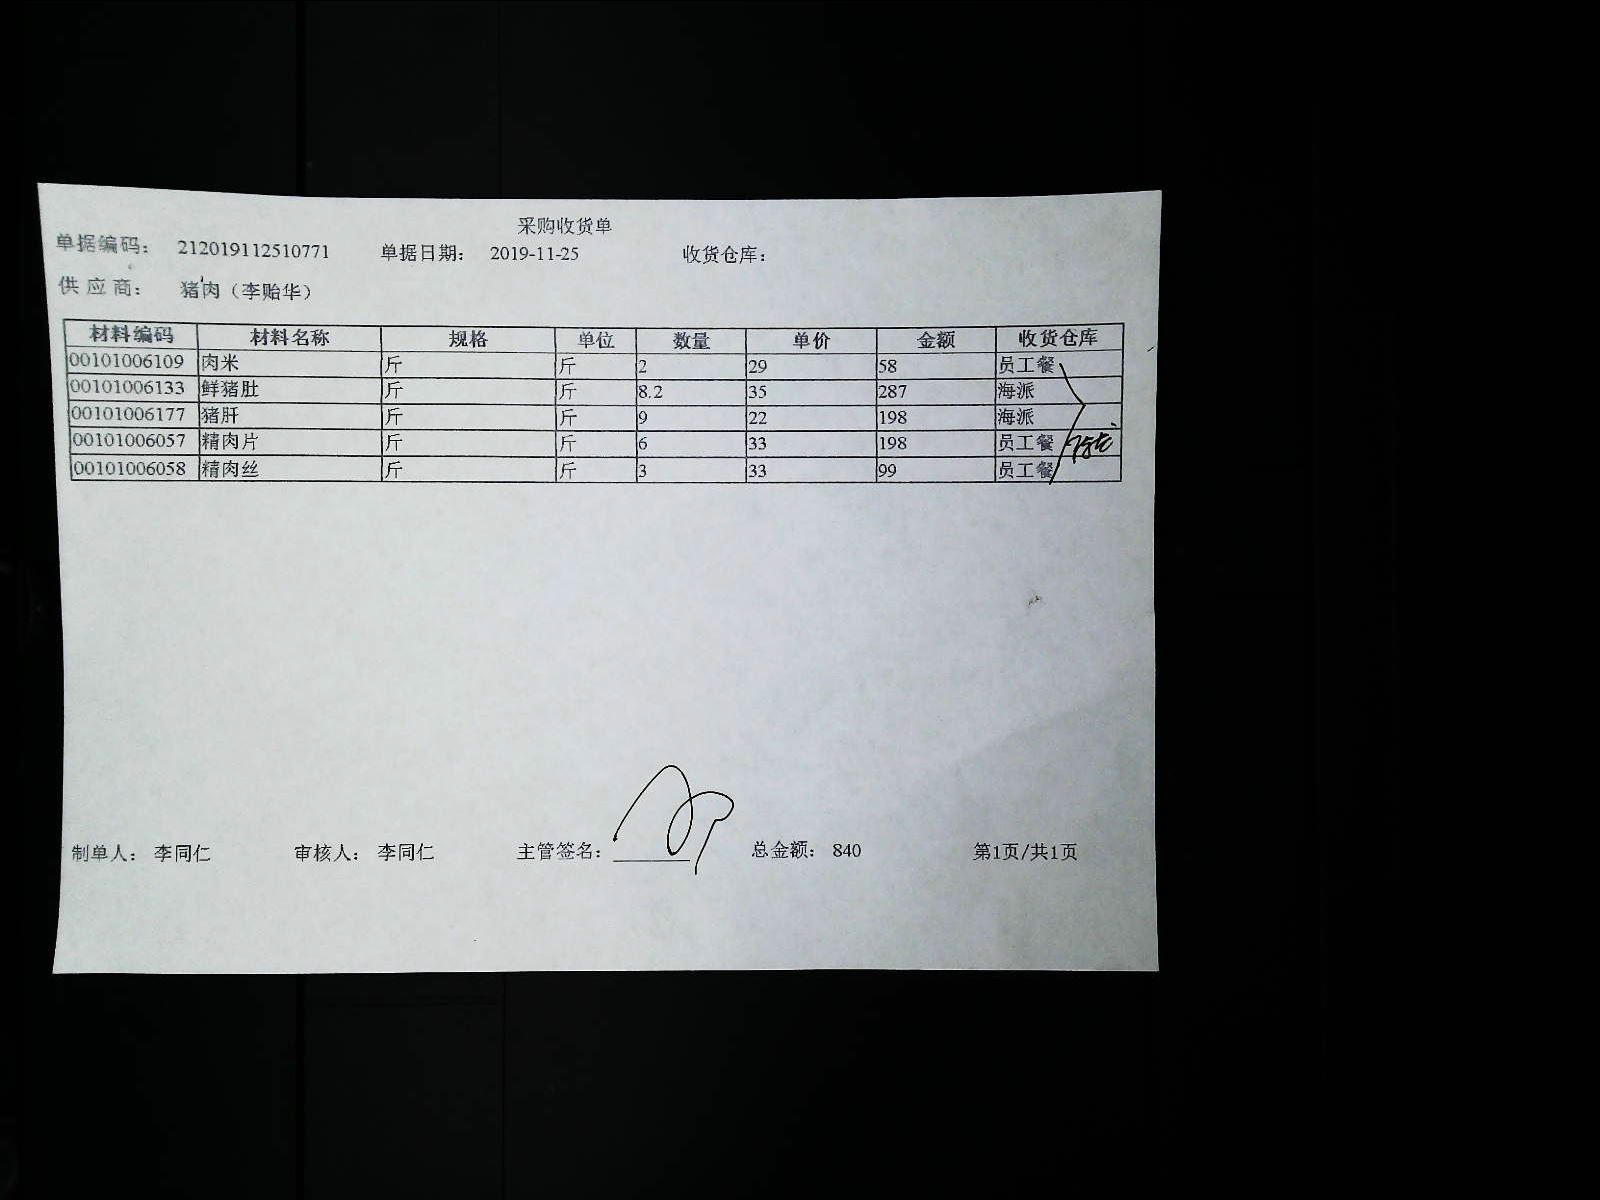 采购收货单
单据编码： 212019112510771 单据日期： 2019-11-25 收货仓库：
供 应 商： 猪肉（李贻华）
材料编码 材料名称 规格 单位 数量 单价 金额 收货仓库
00101006109 肉米 斤 斤 2 29 58 员工餐
00101006133 鲜猪肚 斤 斤 8.2 35 287 海派
00101006177 猪肝 斤 斤 9 22 198 海派
00101006057 精肉片 斤 斤 6 33 198 员工餐
00101006058 精肉丝 斤 斤 3 33 99 员工餐
制单人： 李同仁 审核人： 李同仁 主管签名： 总金额： 840 第1页/共1页